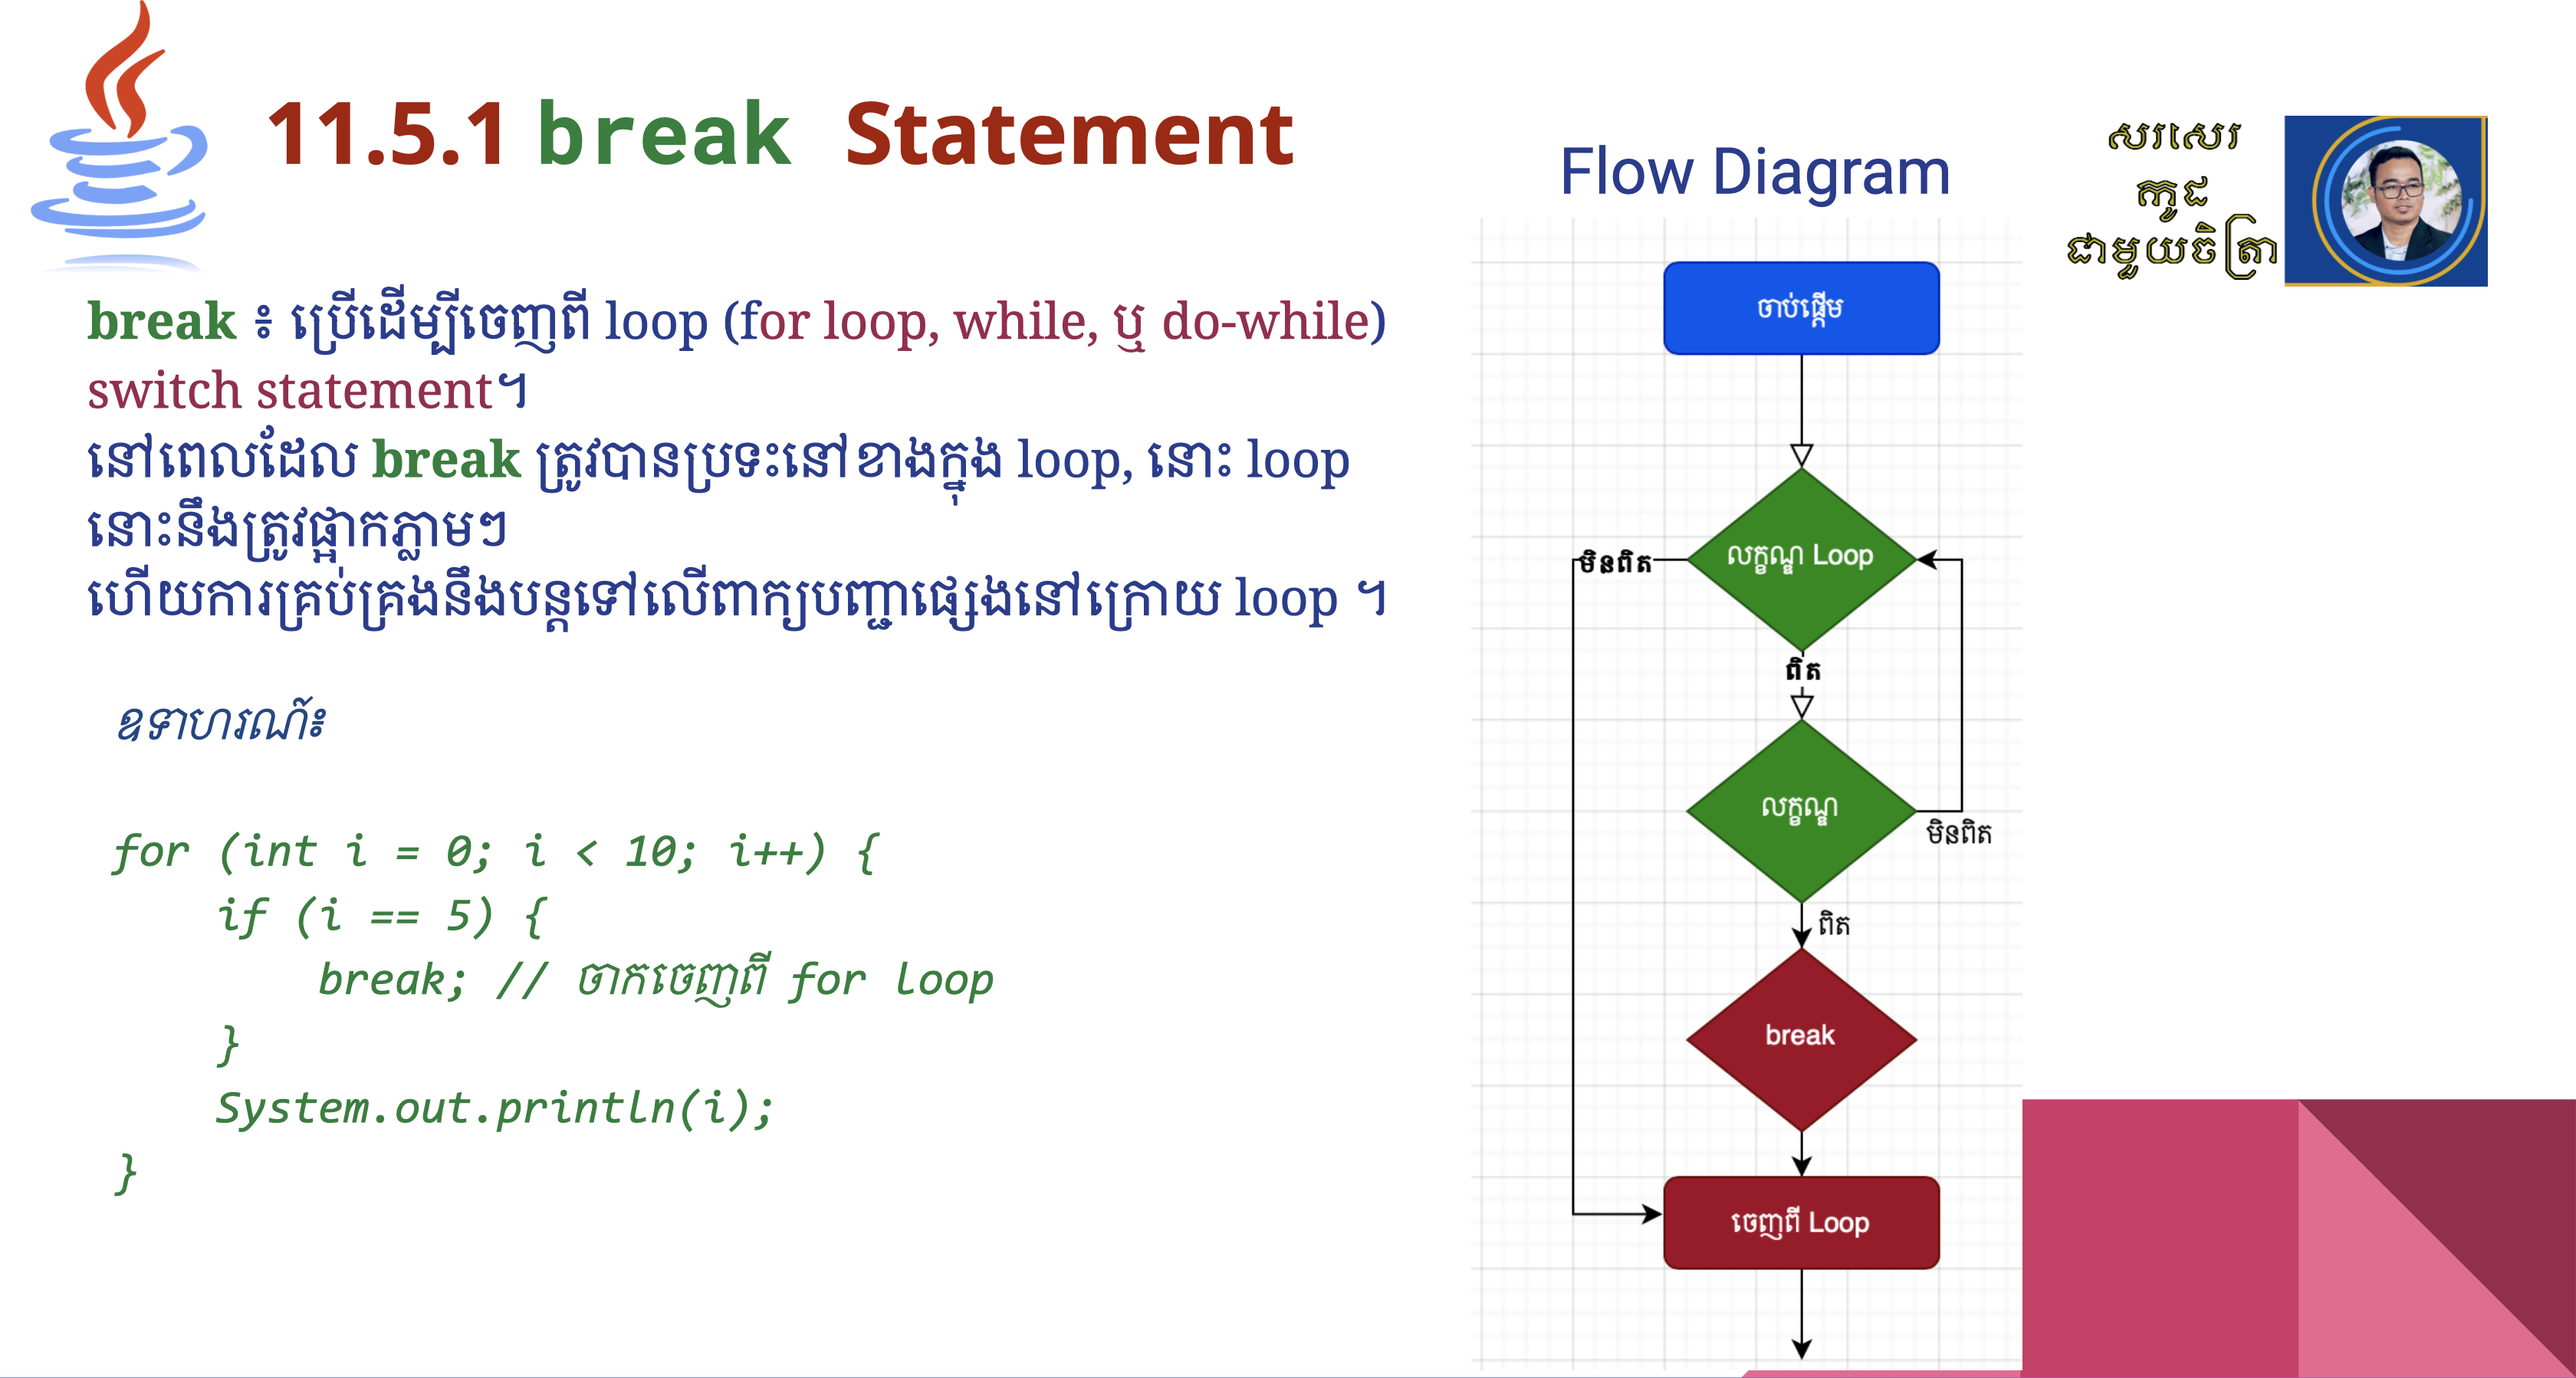 11.5.1 break Statement
break ៖ ប្រើដើម្បីចេញពី loop (for loop, while, ឬ do-while)
switch statement។
នៅពេលដែល break ត្រូវបានប្រទះនៅខាងក្នុង loop, នោះ loop
នោះនឹងត្រូវផ្អាកភ្លាមៗ
ហើយការគ្រប់គ្រងនឹងបន្តទៅលើពាក្យបញ្ជាផ្សេងនៅក្រោយ loop ។
ឧទាហរណ៍៖
for (int i = 0; i < 10; i++) {
if (i == 5) {
break; // ចាកចេញពី for loop
}
System.out.println(i);
}
Flow Diagram
ចាប់ផ្តើម
លក្ខណ្ឌ Loop
មិនពិត
ពិត
លក្ខណ្ឌ
មិនពិត
ពិត
break
ចេញពី Loop
សរសេរ
កូដ
ជាមួយចិត្រា